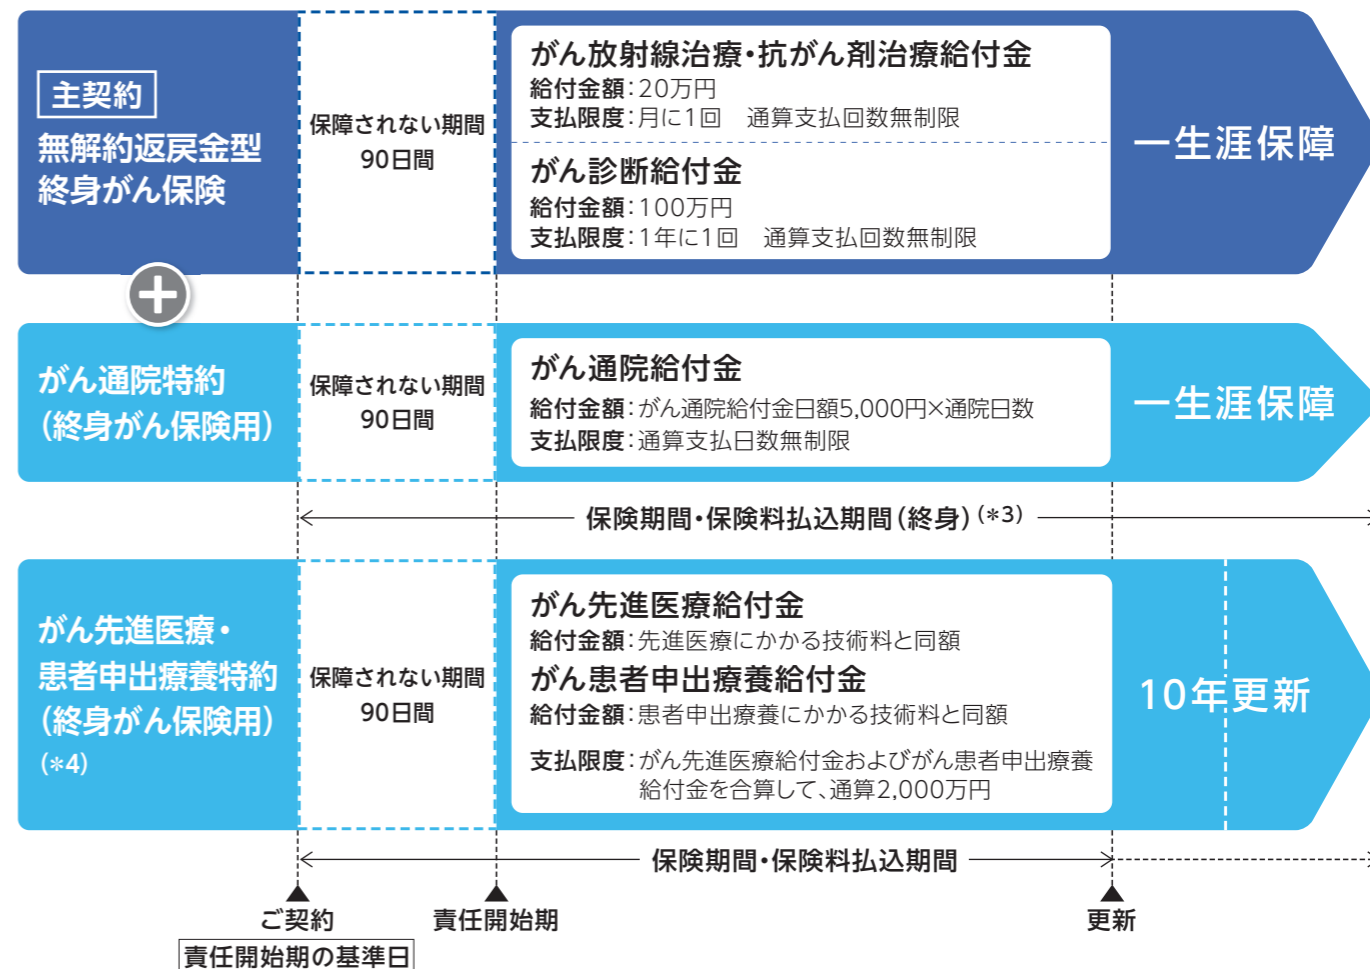 主契約
無解約返戻金型
終身がん保険
保障されない期間
90日間
がん放射線治療・抗がん剤治療給付金
給付金額：20万円
支払限度：月に1回　通算支払回数無制限
がん診断給付金
給付金額：100万円
支払限度：1年に1回　通算支払回数無制限
一生涯保障
がん通院特約
（終身がん保険用）
保障されない期間
90日間
がん通院給付金
給付金額：がん通院給付金日額5,000円×通院日数
支払限度：通算支払日数無制限
一生涯保障
保険期間・保険料払込期間（終身）（*3）
がん先進医療・
患者申出療養特約
（終身がん保険用）
（*4）
保障されない期間
90日間
がん先進医療給付金
給付金額：先進医療にかかる技術料と同額
がん患者申出療養給付金
給付金額：患者申出療養にかかる技術料と同額
支払限度：がん先進医療給付金およびがん患者申出療養
給付金を合算して、通算2,000万円
10年更新
保険期間・保険料払込期間
ご契約
責任開始期の基準日
責任開始期
更新